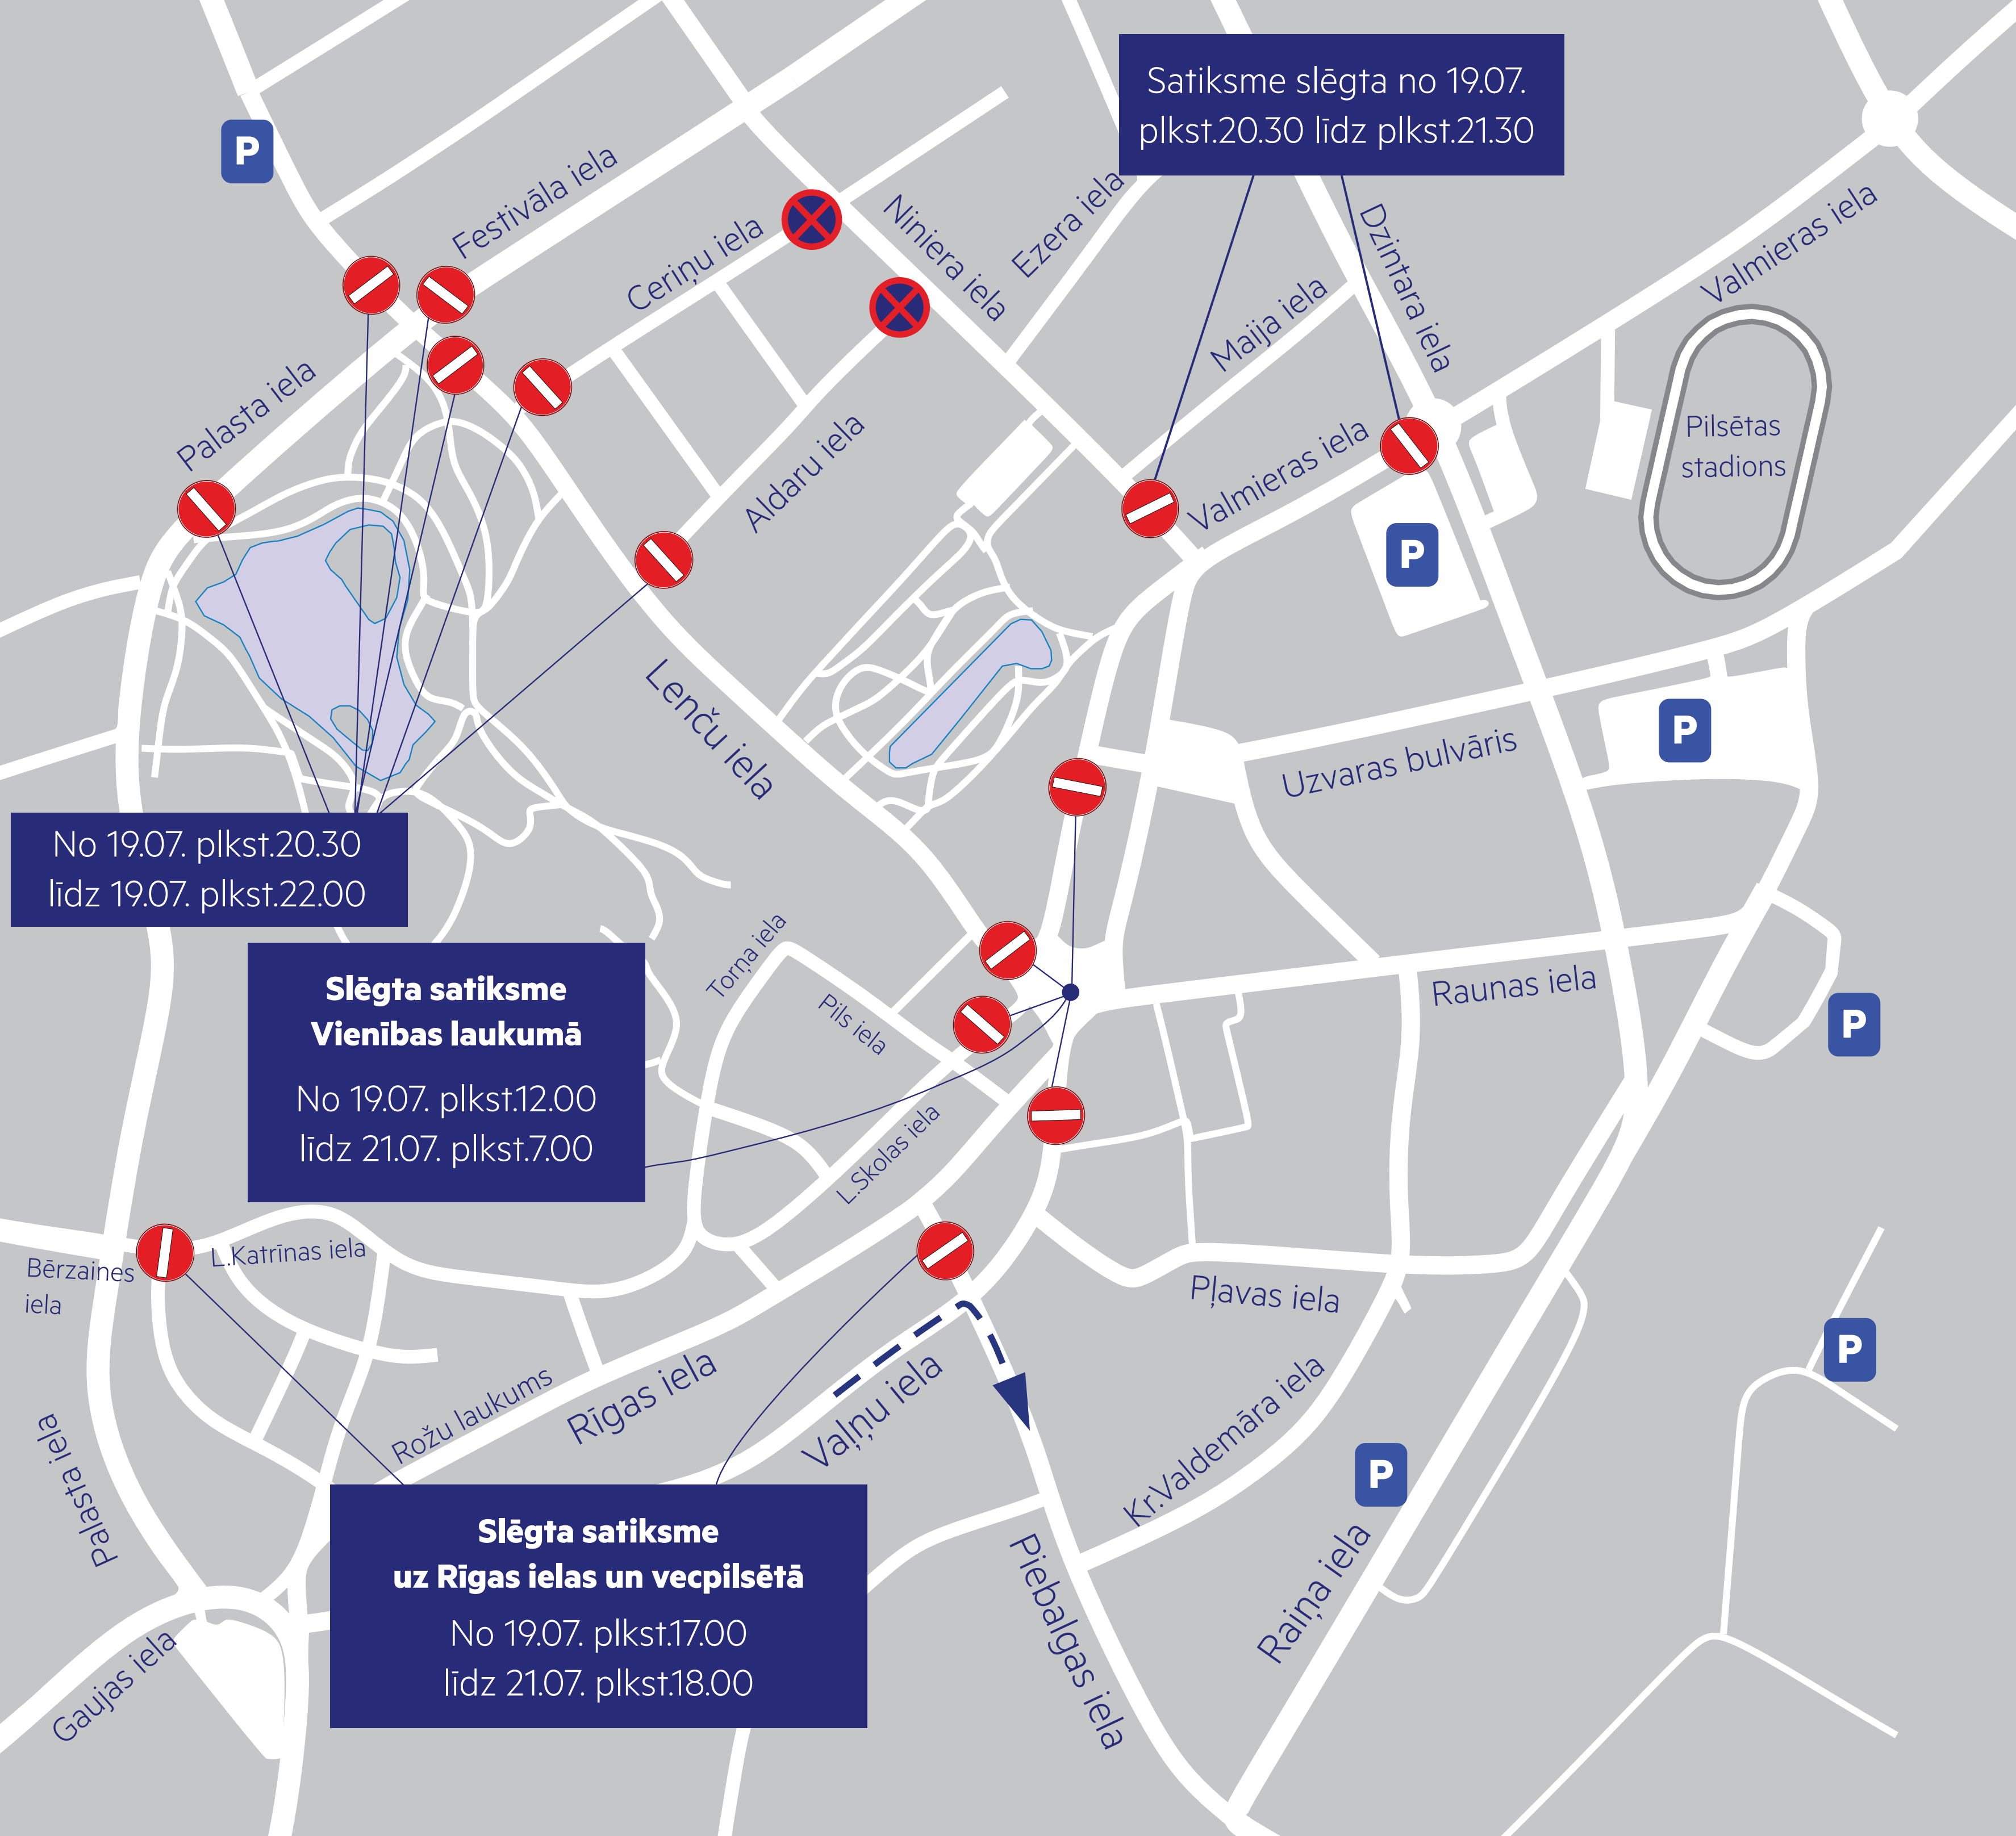 Satiksme slēgta no 19.07.
plkst.20.30 līdz plkst.21.30
P
Festivāla iela
Ceriņu iela
Niniera iela
Ezera iela
Dzintara iela
Valmieras iela
Maija iela
Palasta iela
Aldaru iela
Valmieras iela
Pilsētas
stadions
P
Lenču iela
P
Uzvaras bulvāris
No 19.07. plkst.20.30
līdz 19.07. plkst.22.00
Torņa iela
Pils iela
Raunas iela
P
Slēgta satiksme
Vienības laukumā
No 19.07. plkst.12.00
līdz 21.07. plkst.7.00
L.Skolas iela
Bērzaines
iela
L.Katrīnas iela
Pļavas iela
P
Rožu laukums
Rīgas iela
Vaļņu iela
Kr.Valdemāra iela
Palasta iela
P
Slēgta satiksme
uz Rīgas ielas un vecpilsētā
No 19.07. plkst.17.00
līdz 21.07. plkst.18.00
Piebalgas iela
Raiņa iela
Gaujas iela